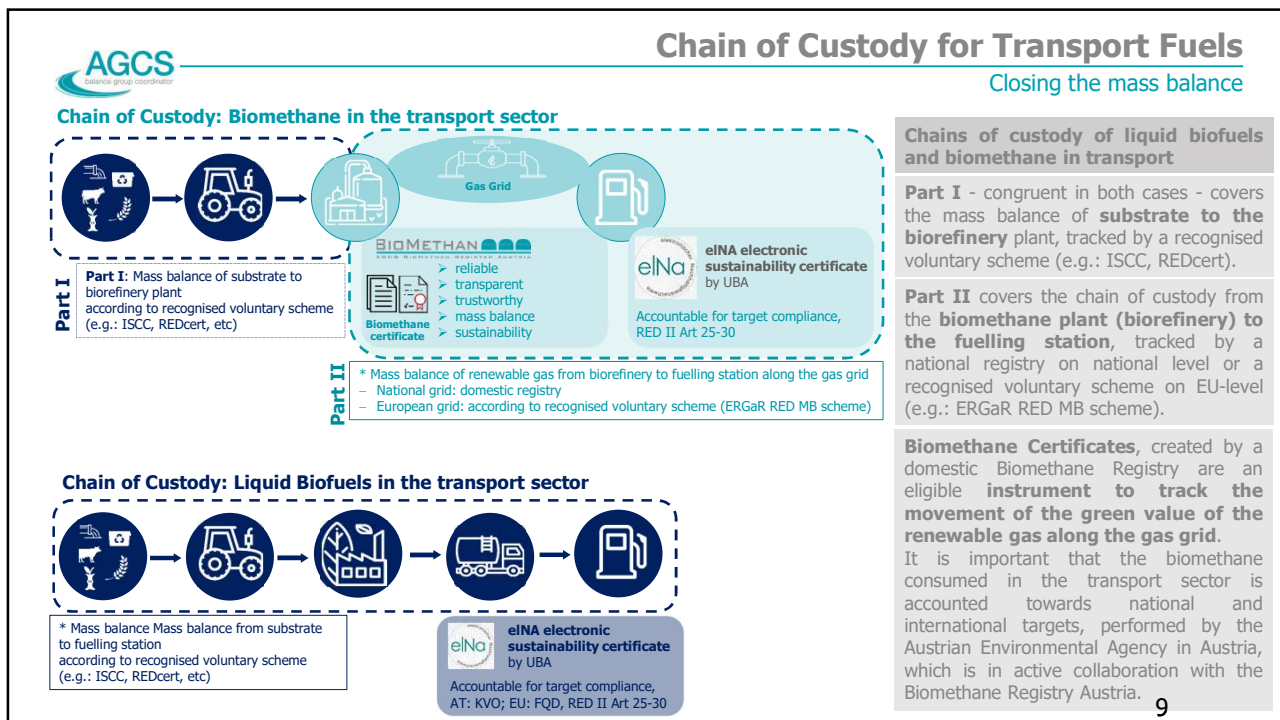 Chain of Custody for Transport Fuels
AGCS
balance group coordinator
Closing the mass balance
Chain of Custody: Biomethane in the transport sector
Gas Grid
BIOMETHAN
AGCS BIOMETHAN REGISTER AUSTRIA
Biomethane
certificate
➢ reliable
➢ transparent
➢ trustworthy
➢ mass balance
➢ sustainability
elNa
elNA electronic
sustainability certificate
by UBA
Accountable for target compliance,
RED II Art 25-30
Part I
Part I: Mass balance of substrate to
biorefinery plant
according to recognised voluntary scheme
(e.g.: ISCC, REDcert, etc)
Part II
* Mass balance of renewable gas from biorefinery to fuelling station along the gas grid
– National grid: domestic registry
– European grid: according to recognised voluntary scheme (ERGaR RED MB scheme)
Chain of Custody: Liquid Biofuels in the transport sector
* Mass balance Mass balance from substrate
to fuelling station
according to recognised voluntary scheme
(e.g.: ISCC, REDcert, etc)
elNa
elNA electronic
sustainability certificate
by UBA
Accountable for target compliance,
AT: KVO; EU: FQD, RED II Art 25-30
Chains of custody of liquid biofuels
and biomethane in transport
Part I - congruent in both cases - covers
the mass balance of substrate to the
biorefinery plant, tracked by a recognised
voluntary scheme (e.g.: ISCC, REDcert).
Part II covers the chain of custody from
the biomethane plant (biorefinery) to
the fuelling station, tracked by a
national registry on national level or a
recognised voluntary scheme on EU-level
(e.g.: ERGaR RED MB scheme).
Biomethane Certificates, created by a
domestic Biomethane Registry are an
eligible instrument to track the
movement of the green value of the
renewable gas along the gas grid.
It is important that the biomethane
consumed in the transport sector is
accounted towards national and
international targets, performed by the
Austrian Environmental Agency in Austria,
which is in active collaboration with the
Biomethane Registry Austria.
9